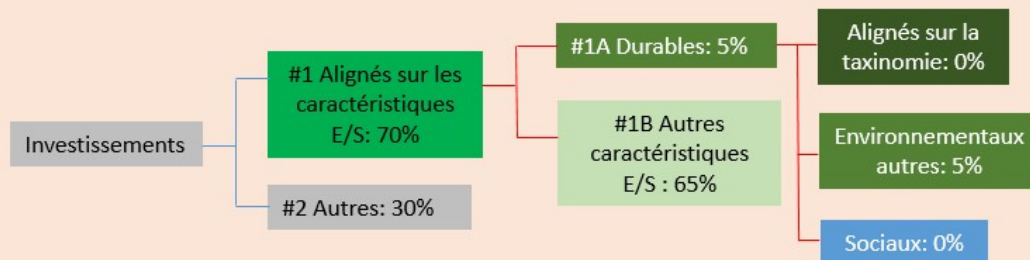 Investissements
#1 Alignés sur les
caractéristiques
E/S: 70%
#2 Autres: 30%
#1A Durables: 5%
#1B Autres
caractéristiques
E/S : 65%
Alignés sur la
taxinomie: 0%
Environnementaux
autres: 5%
Sociaux: 0%